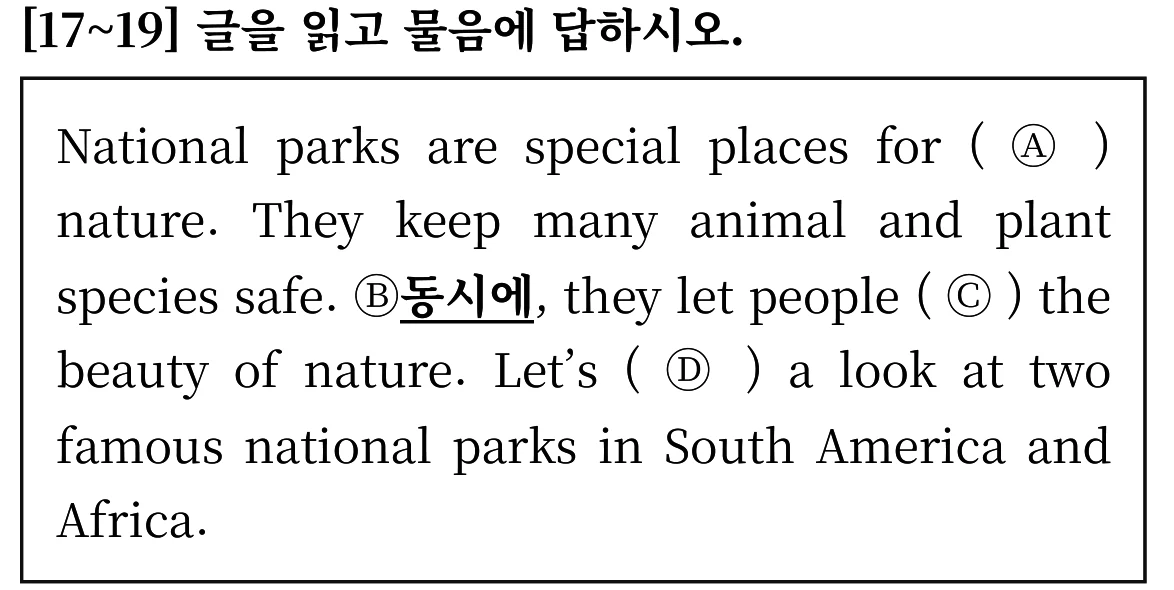 [17~19] 글을 읽고 물음에 답하시오.
National parks are special places for ( Ⓐ )
nature. They keep many animal and plant
species safe. Ⓑ동시에, they let people ( Ⓒ ) the
beauty of nature. Let’s ( Ⓓ ) a look at two
famous national parks in South America and
Africa.